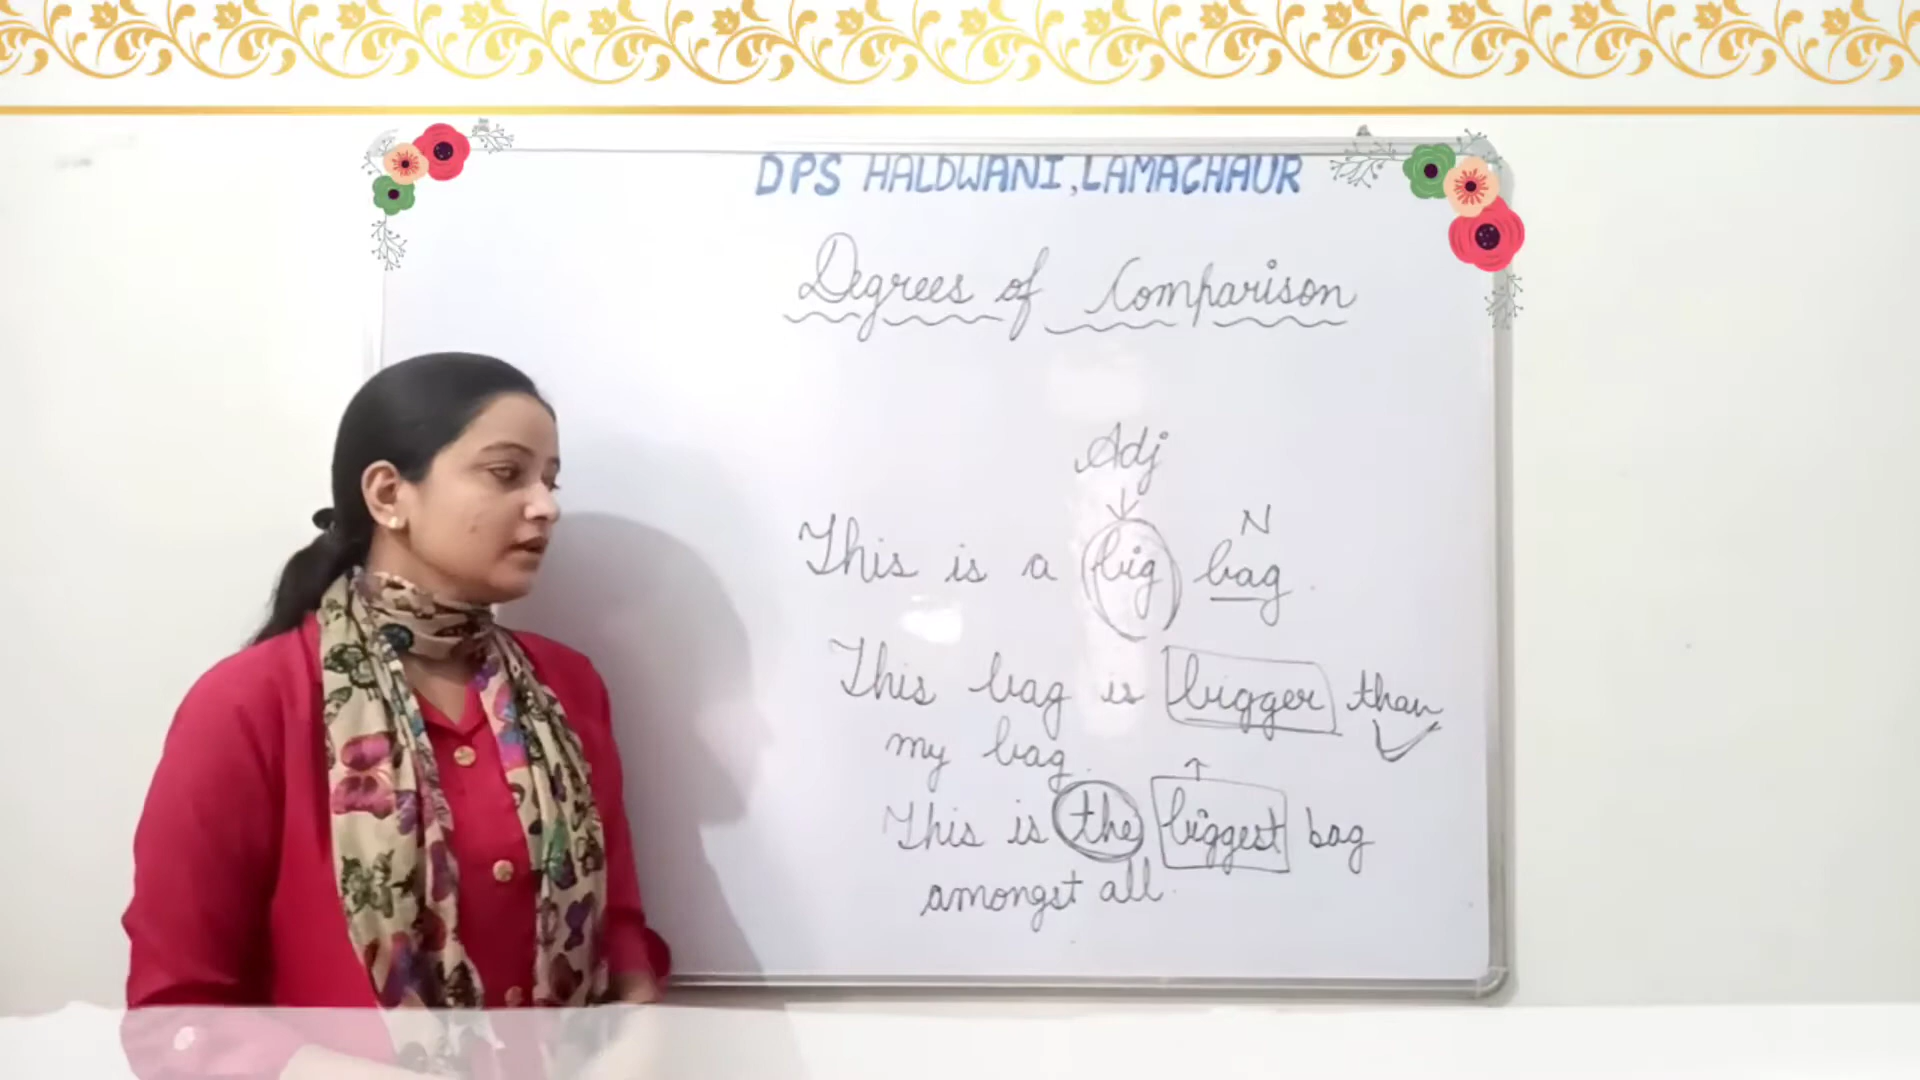 DPS HALDWANI, LAMACHAUR
Degrees of Comparison
Adj
N
This is a big bag.
This bag is bigger than
my bag.
This is the biggest bag
amongst all.